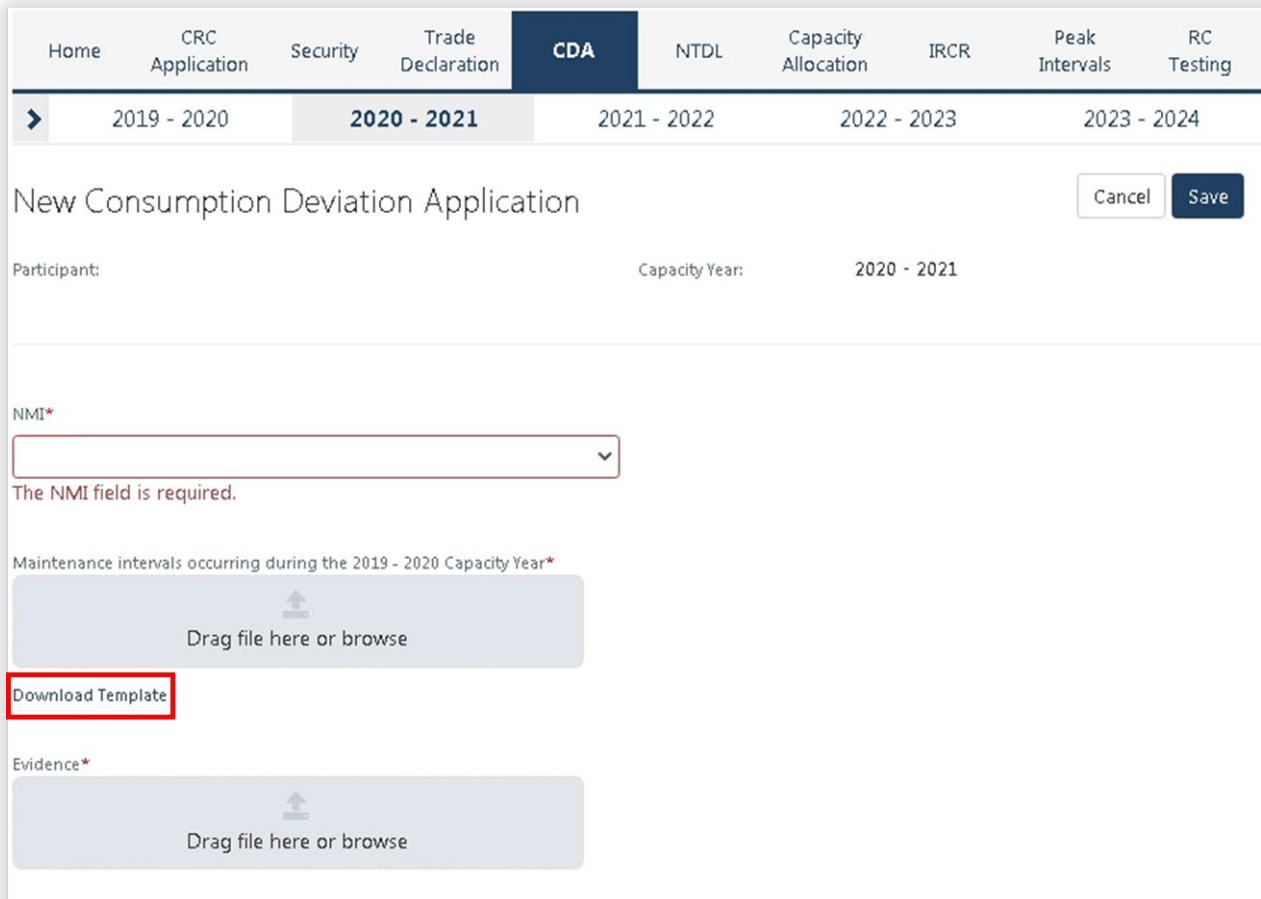 Home CRC Application Security Trade Declaration CDA NTDL Capacity Allocation IRCR Peak Intervals RC Testing
2019 - 2020 2020 - 2021 2021 - 2022 2022 - 2023 2023 - 2024
New Consumption Deviation Application Cancel Save
Participant: Capacity Year: 2020 - 2021
NMI*
The NMI field is required.
Maintenance intervals occurring during the 2019 - 2020 Capacity Year*
Drag file here or browse
Download Template
Evidence*
Drag file here or browse